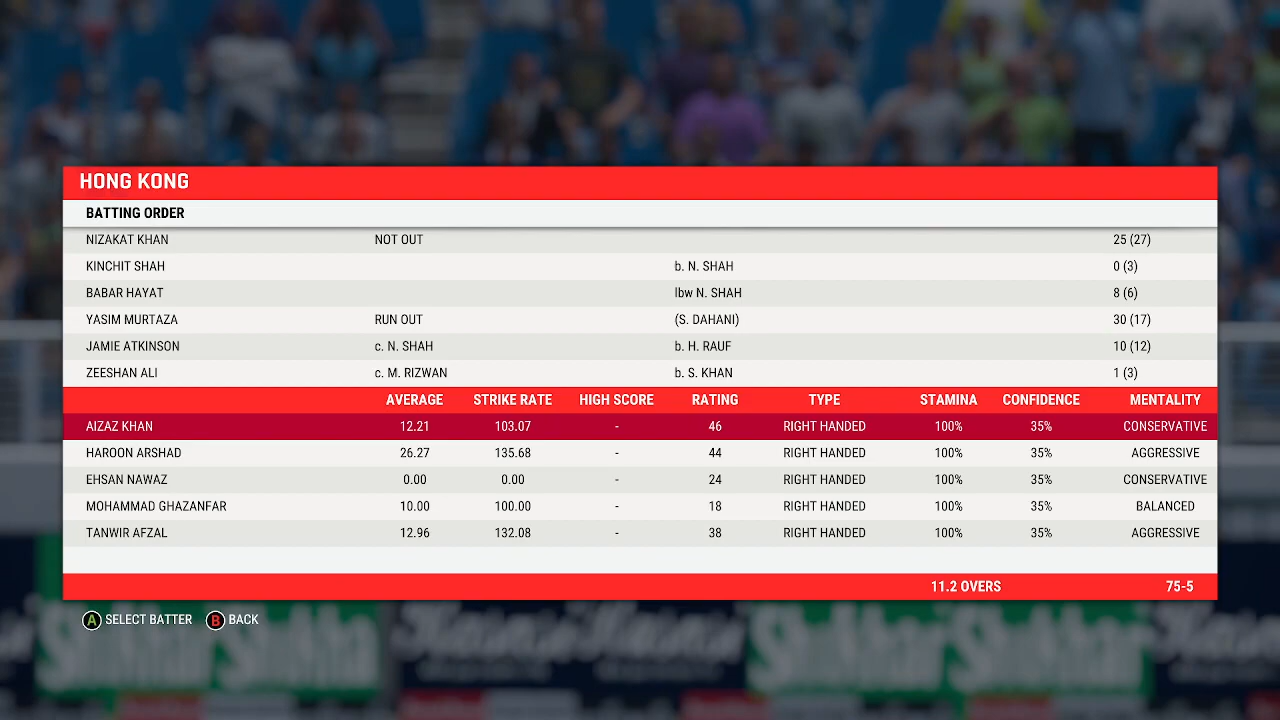 HONG KONG
BATTING ORDER
NIZAKAT KHAN NOT OUT 25 (27)
KINCHIT SHAH b. N. SHAH 0 (3)
BABAR HAYAT lbw N. SHAH 8 (6)
YASIM MURTAZA RUN OUT (S. DAHANI) 30 (17)
JAMIE ATKINSON c. N. SHAH b. H. RAUF 10 (12)
ZEESHAN ALI c. M. RIZWAN b. S. KHAN 1 (3)
AVERAGE STRIKE RATE HIGH SCORE RATING TYPE STAMINA CONFIDENCE MENTALITY
AIZAZ KHAN 12.21 103.07 - 46 RIGHT HANDED 100% 35% CONSERVATIVE
HAROON ARSHAD 26.27 135.68 - 44 RIGHT HANDED 100% 35% AGGRESSIVE
EHSAN NAWAZ 0.00 0.00 - 24 RIGHT HANDED 100% 35% CONSERVATIVE
MOHAMMAD GHAZANFAR 10.00 100.00 - 18 RIGHT HANDED 100% 35% BALANCED
TANWIR AFZAL 12.96 132.08 - 38 RIGHT HANDED 100% 35% AGGRESSIVE
11.2 OVERS 75-5
A SELECT BATTER B BACK